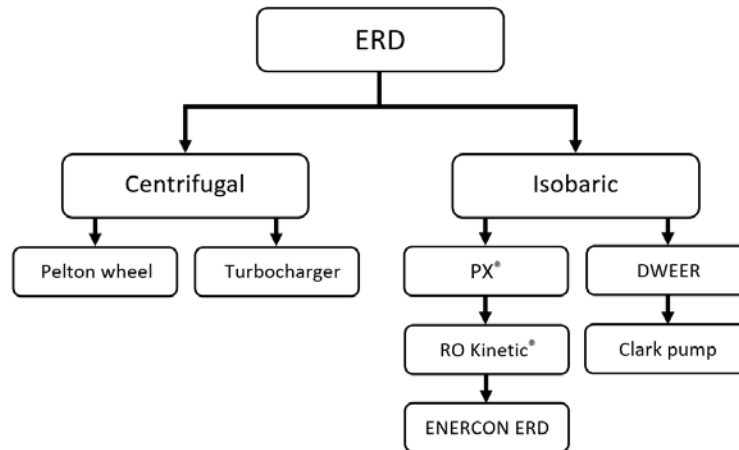 ERD
Centrifugal
Isobaric
Pelton wheel
Turbocharger
PX®
DWEER
RO Kinetic®
Clark pump
ENERCON ERD